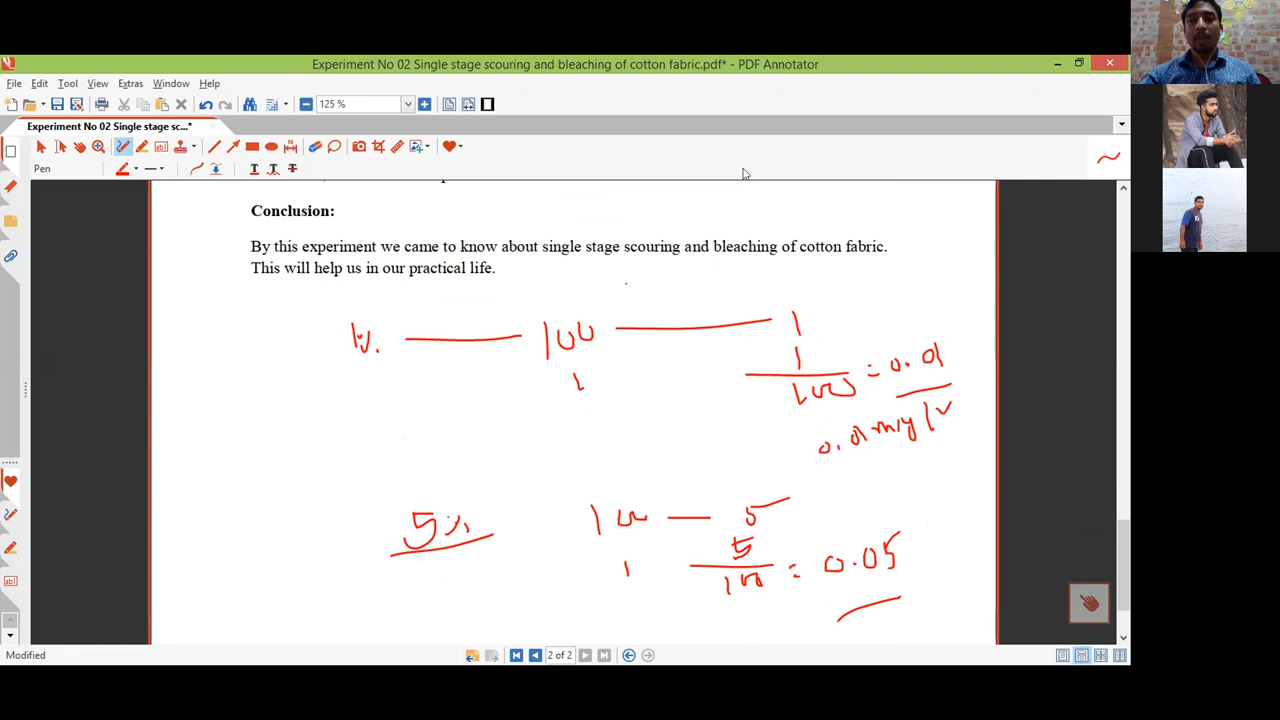 Experiment No 02 Single stage scouring and bleaching of cotton fabric.pdf* - PDF Annotator
File Edit Tool View Extras Window Help
125 %
Experiment No 02 Single stage sc...*
Pen
Conclusion:
By this experiment we came to know about single stage scouring and bleaching of cotton fabric.
This will help us in our practical life.
1%. 100 1
1 1
100 = 0.01
0.01
5% 100 — 5
1 5
100 = 0.05
Modified
2 of 2